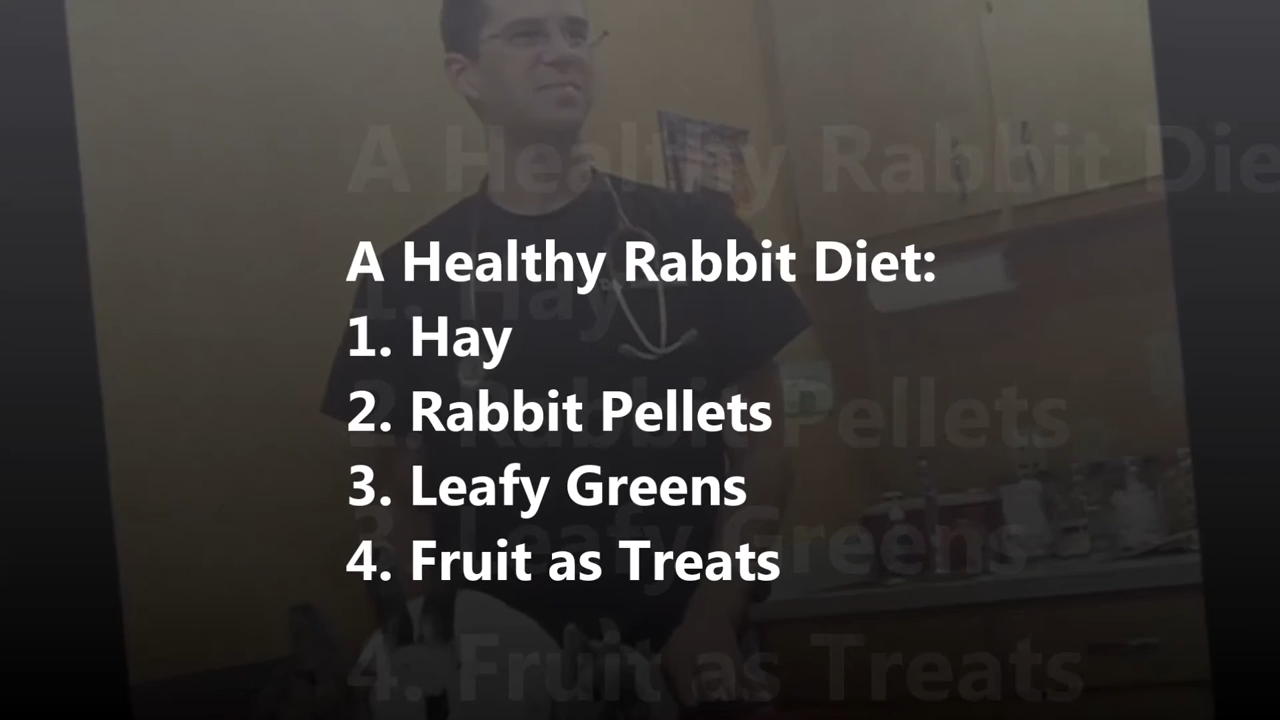 A Healthy Rabbit Diet:
1. Hay
2. Rabbit Pellets
3. Leafy Greens
4. Fruit as Treats